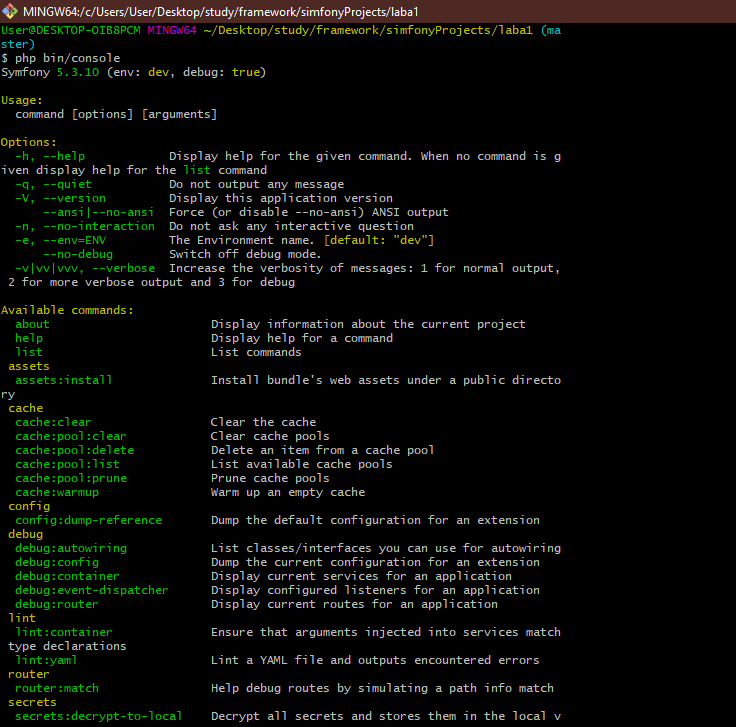 MINGW64:/c/Users/User/Desktop/study/framework/simfonyProjects/laba1
User@DESKTOP-OIB8PCM MINGW64 ~/Desktop/study/framework/simfonyProjects/laba1 (ma
ster)
$ php bin/console
Symfony 5.3.10 (env: dev, debug: true)
Usage:
command [options] [arguments]
Options:
-h, --help Display help for the given command. When no command is g
iven display help for the list command
-q, --quiet Do not output any message
-V, --version Display this application version
--ansi|--no-ansi Force (or disable --no-ansi) ANSI output
-n, --no-interaction Do not ask any interactive question
-e, --env=ENV The Environment name. [default: "dev"]
--no-debug Switch off debug mode.
-v|vv|vvv, --verbose Increase the verbosity of messages: 1 for normal output,
2 for more verbose output and 3 for debug
Available commands:
about Display information about the current project
help Display help for a command
list List commands
assets
assets:install Install bundle's web assets under a public directo
ry
cache
cache:clear Clear the cache
cache:pool:clear Clear cache pools
cache:pool:delete Delete an item from a cache pool
cache:pool:list List available cache pools
cache:pool:prune Prune cache pools
cache:warmup Warm up an empty cache
config
config:dump-reference Dump the default configuration for an extension
debug
debug:autowiring List classes/interfaces you can use for autowiring
debug:config Dump the current configuration for an extension
debug:container Display current services for an application
debug:event-dispatcher Display configured listeners for an application
debug:router Display current routes for an application
lint
lint:container Ensure that arguments injected into services match
type declarations
lint:yaml Lint a YAML file and outputs encountered errors
router
router:match Help debug routes by simulating a path info match
secrets
secrets:decrypt-to-local Decrypt all secrets and stores them in the local v